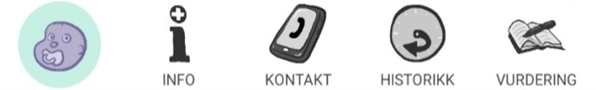 INFO
KONTAKT
HISTORIKK
VURDERING